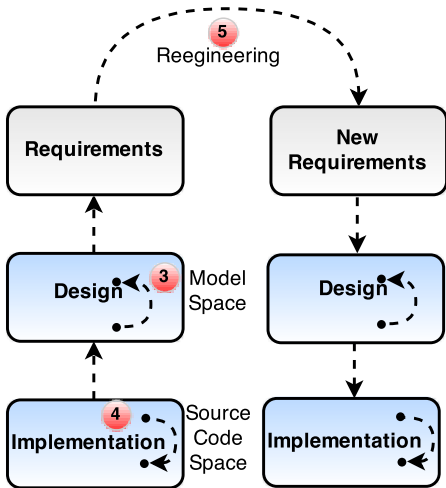 5
Reegineering
Requirements
New
Requirements
3
Design
Model
Space
Design
4
Implementation
Source
Code
Space
Implementation